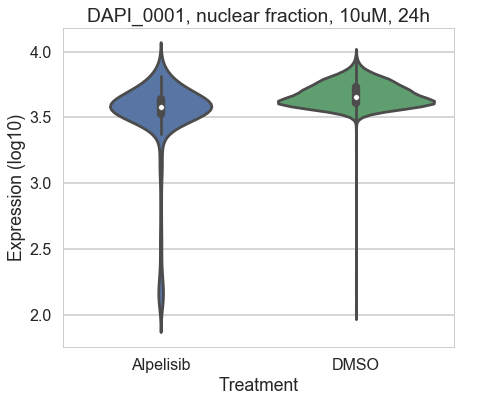 DAPI_0001, nuclear fraction, 10uM, 24h
4.0
3.5
3.0
2.5
2.0
Expression (log10)
Alpelisib DMSO
Treatment